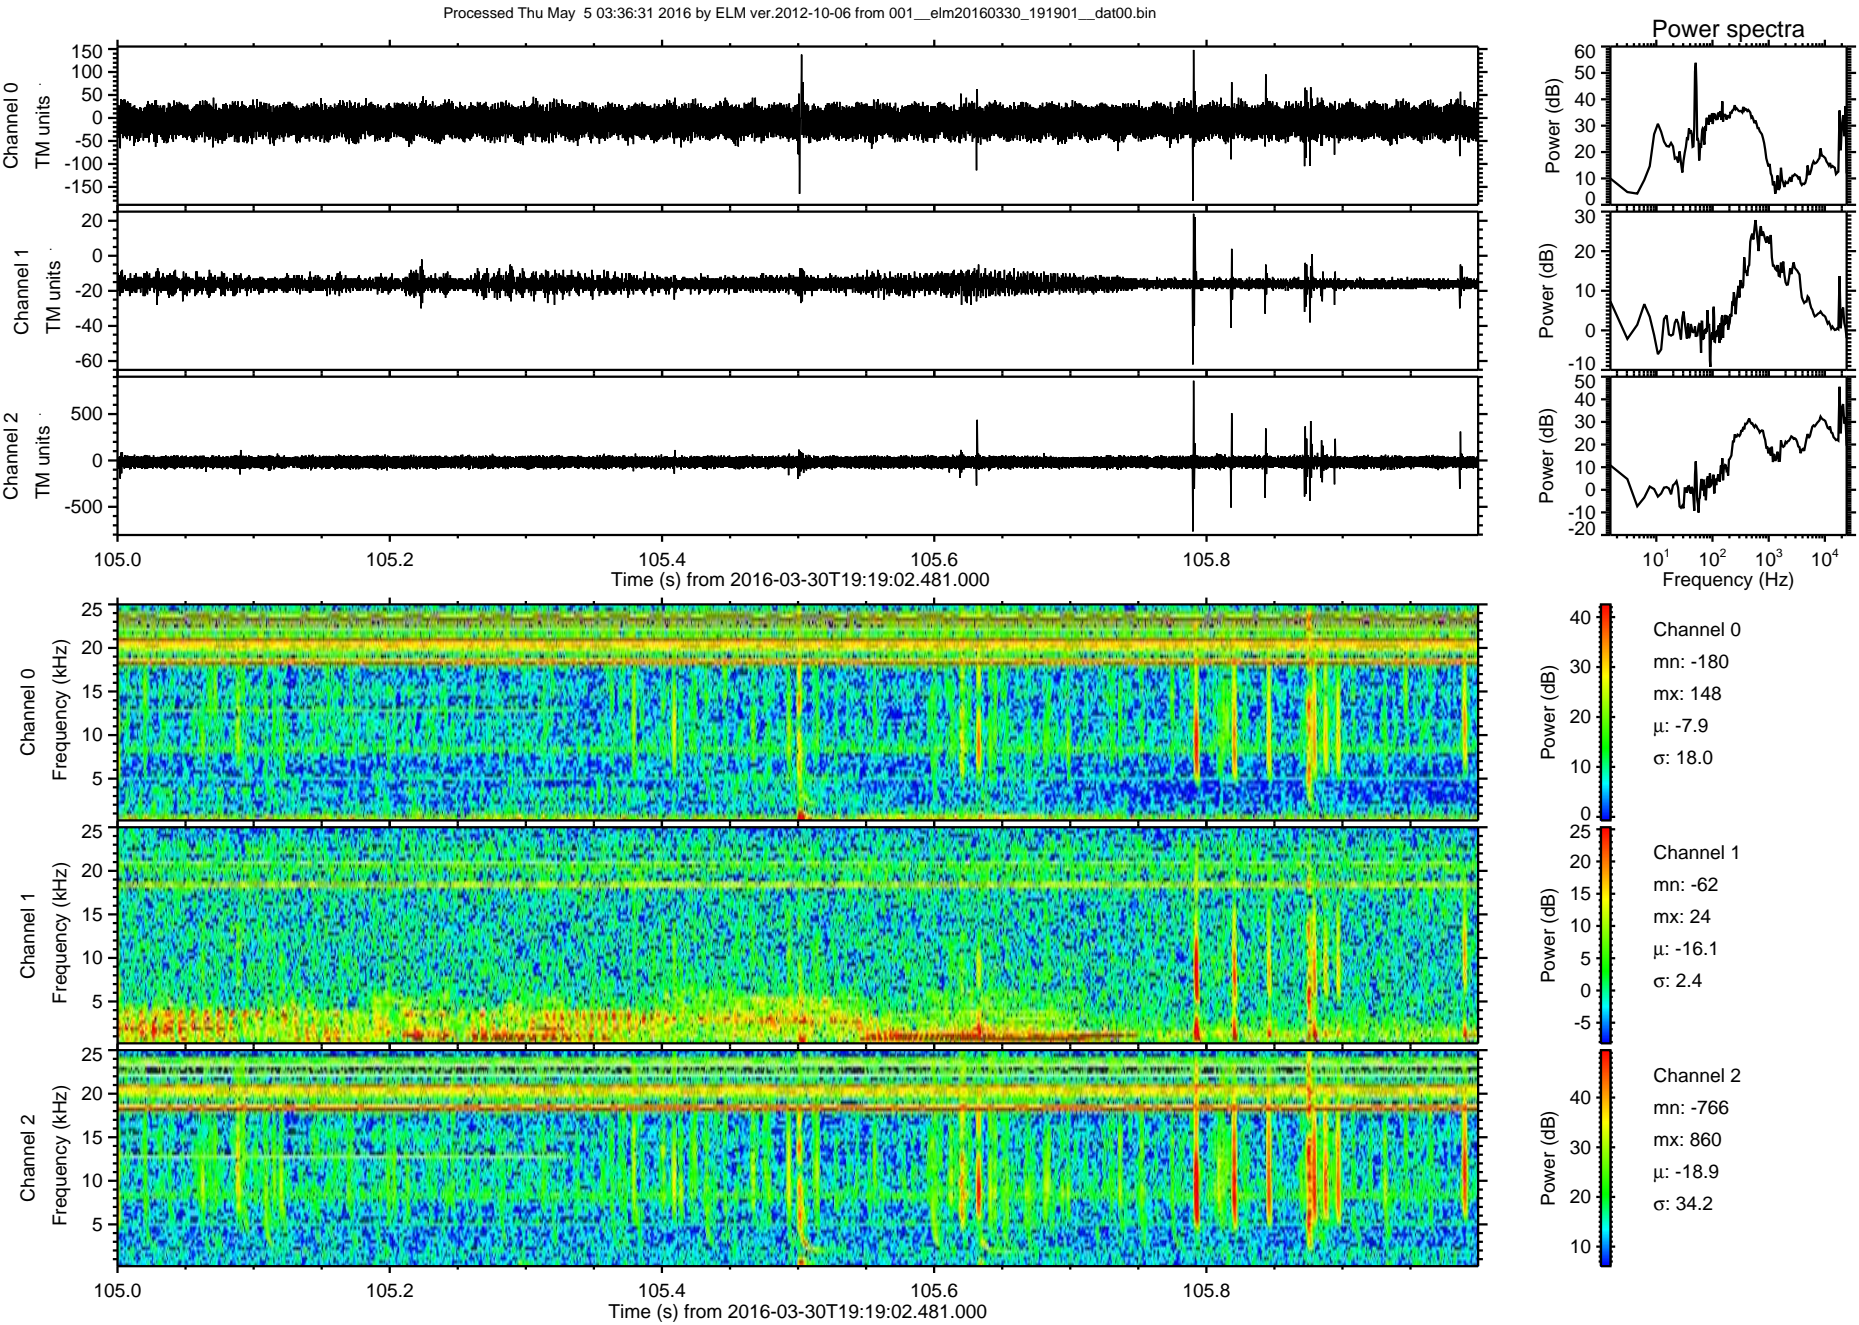 Processed Thu May  5 03:36:31 2016 by ELM ver.2012-10-06 from 001__elm20160330_191901__dat00.bin
Power spectra
Channel 0
TM units
150
100
50
0
-50
-100
-150
Power (dB)
60
50
40
30
20
10
0
Channel 1
TM units
20
0
-20
-40
-60
Power (dB)
30
20
10
0
-10
Channel 2
TM units
500
0
-500
Power (dB)
50
40
30
20
10
0
-10
-20
105.0 105.2 105.4 105.6 105.8
Time (s) from 2016-03-30T19:19:02.481.000
10^1 10^2 10^3 10^4
Frequency (Hz)
Channel 0
Frequency (kHz)
25
20
15
10
5
Power (dB)
40
30
20
10
0
Channel 0
mn: -180
mx: 148
μ: -7.9
σ: 18.0
Channel 1
Frequency (kHz)
25
20
15
10
5
Power (dB)
25
20
15
10
5
0
-5
Channel 1
mn: -62
mx: 24
μ: -16.1
σ: 2.4
Channel 2
Frequency (kHz)
25
20
15
10
5
Power (dB)
40
30
20
10
Channel 2
mn: -766
mx: 860
μ: -18.9
σ: 34.2
105.0 105.2 105.4 105.6 105.8
Time (s) from 2016-03-30T19:19:02.481.000